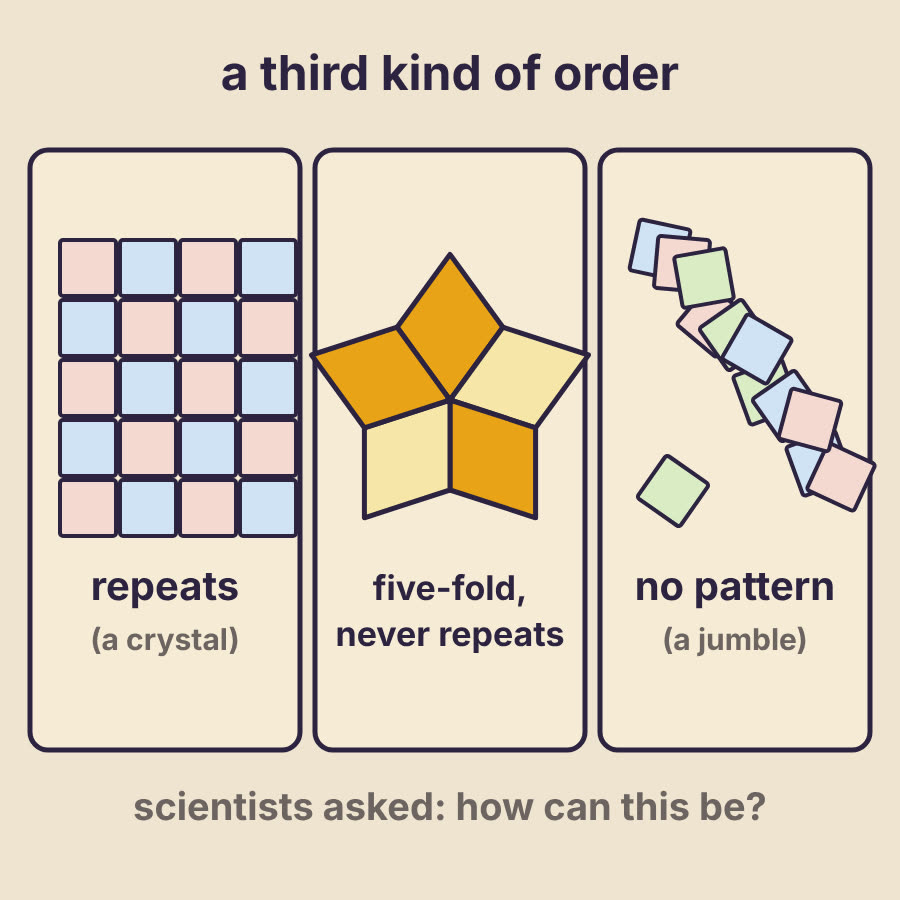 a third kind of order
repeats
(a crystal)
five-fold,
never repeats
no pattern
(a jumble)
scientists asked: how can this be?